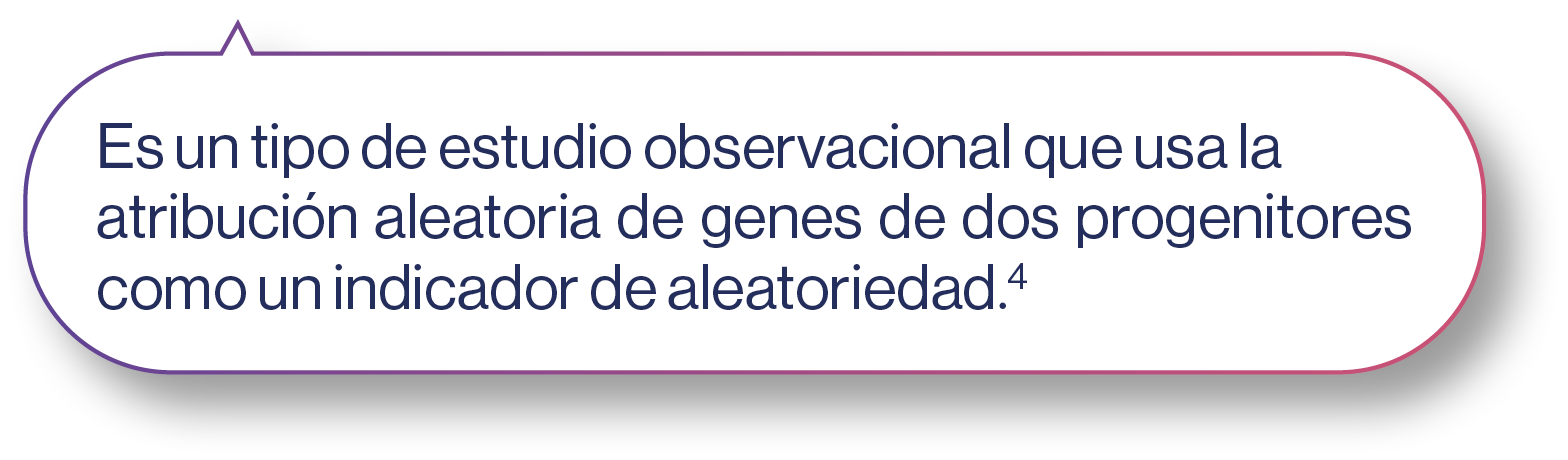 Es un tipo de estudio observacional que usa la
atribución aleatoria de genes de dos progenitores
como un indicador de aleatoriedad.⁴